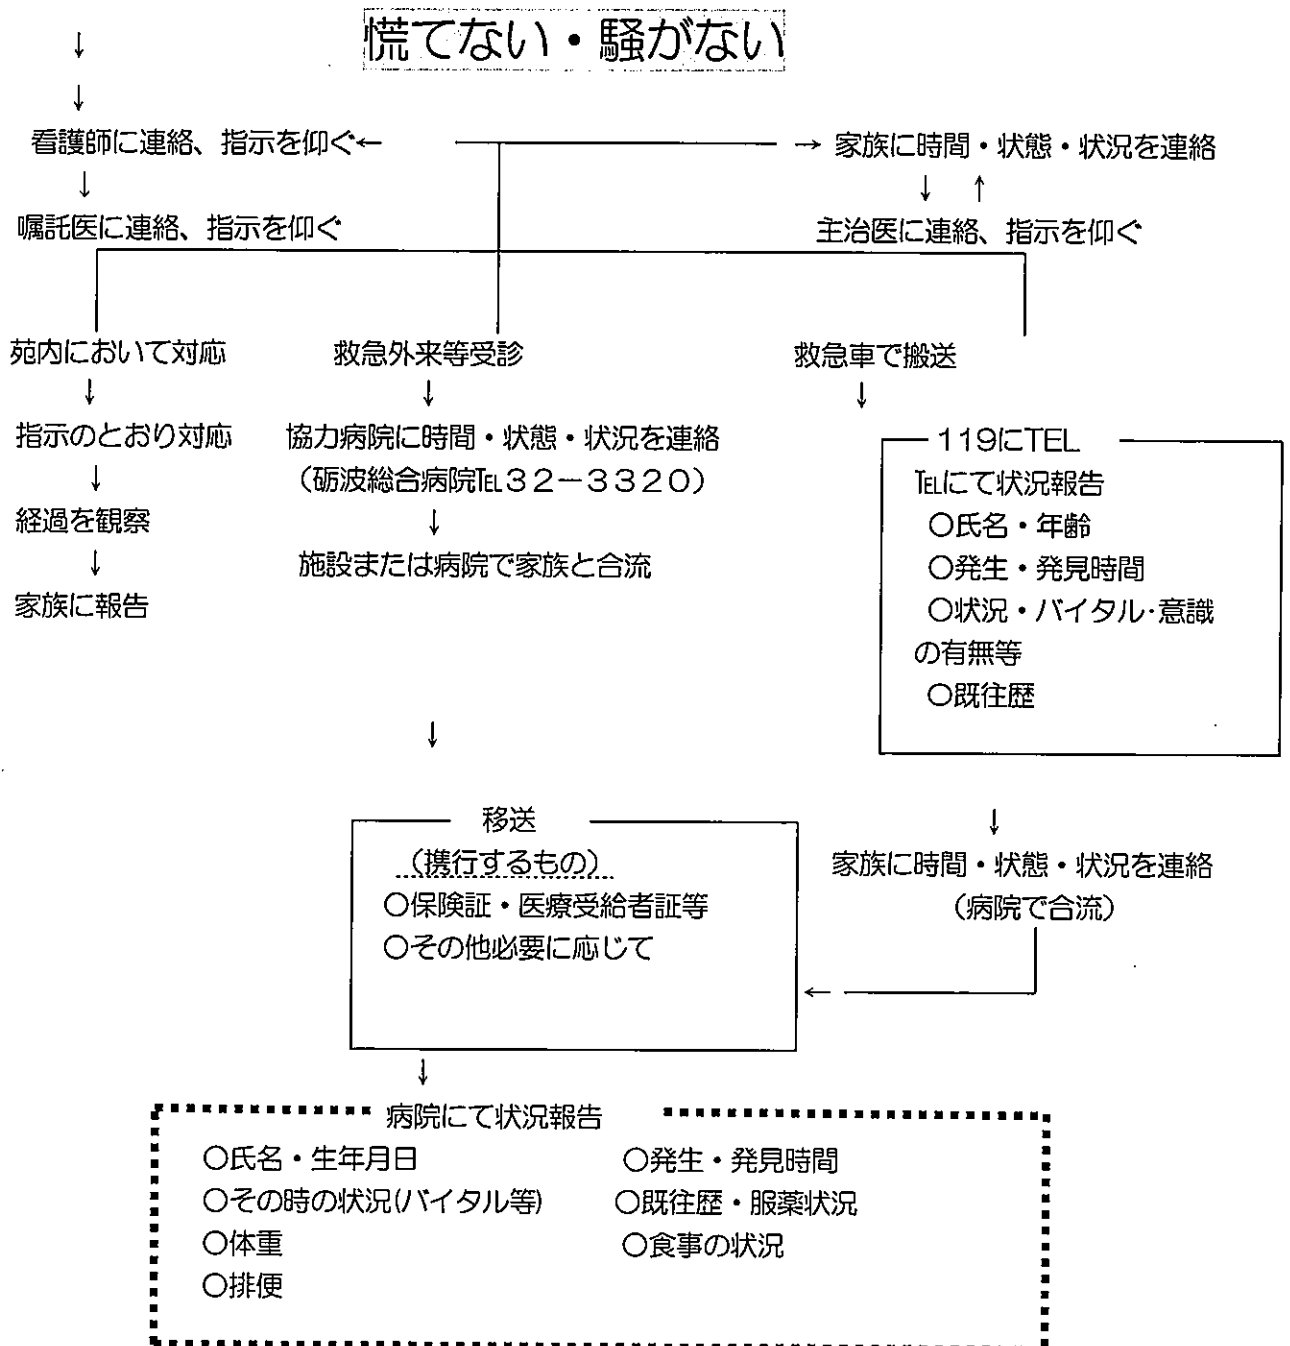 慌てない・騒がない
↓
↓
看護師に連絡、指示を仰ぐ← → 家族に時間・状態・状況を連絡
↓ ↓ ↑
嘱託医に連絡、指示を仰ぐ 主治医に連絡、指示を仰ぐ
苑内において対応
↓
指示のとおり対応
↓
経過を観察
↓
家族に報告
救急外来等受診
↓
協力病院に時間・状態・状況を連絡
（砺波総合病院℡３２－３３２０）
↓
施設または病院で家族と合流
↓
救急車で搬送
↓
119にTEL
℡にて状況報告
○氏名・年齢
○発生・発見時間
○状況・バイタル・意識
の有無等
○既往歴
↓
家族に時間・状態・状況を連絡
（病院で合流）
←
移送
（携行するもの）
○保険証・医療受給者証等
○その他必要に応じて
↓
病院にて状況報告
○氏名・生年月日 ○発生・発見時間
○その時の状況(バイタル等) ○既往歴・服薬状況
○体重 ○食事の状況
○排便